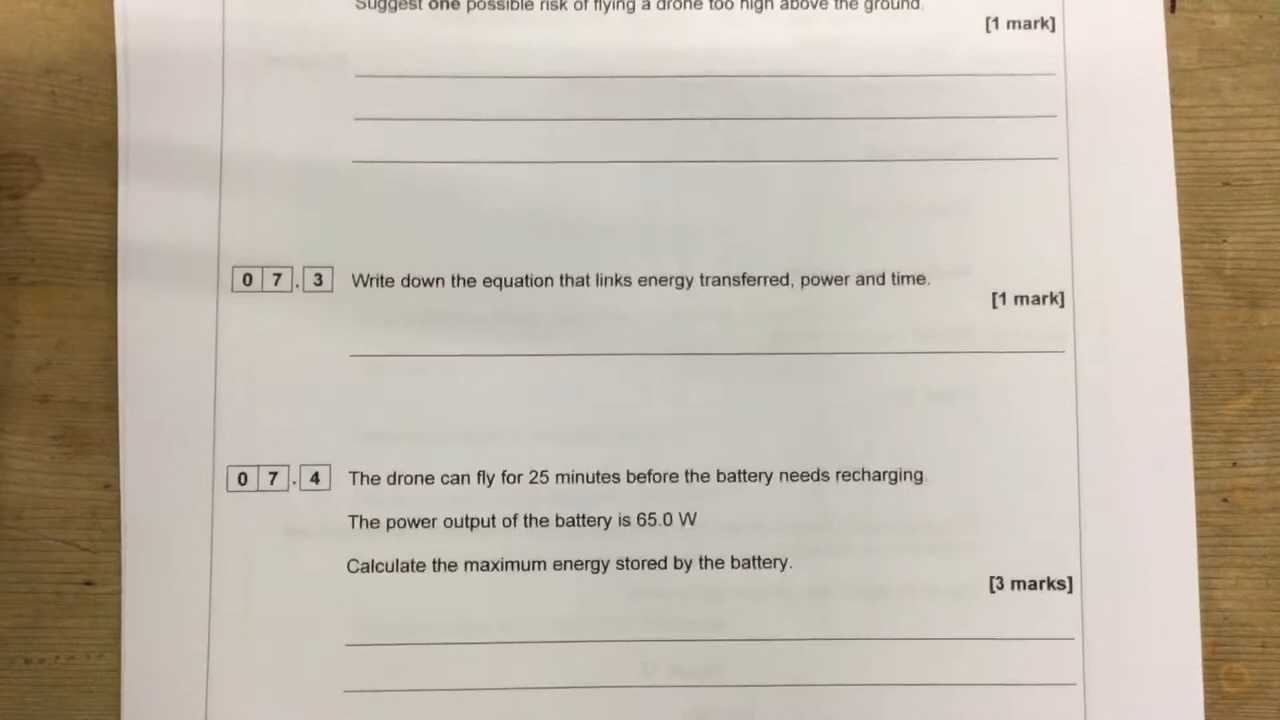 Suggest one possible risk of flying a drone too high above the ground.
[1 mark]
0 7 . 3 Write down the equation that links energy transferred, power and time.
[1 mark]
0 7 . 4 The drone can fly for 25 minutes before the battery needs recharging.
The power output of the battery is 65.0 W
Calculate the maximum energy stored by the battery.
[3 marks]